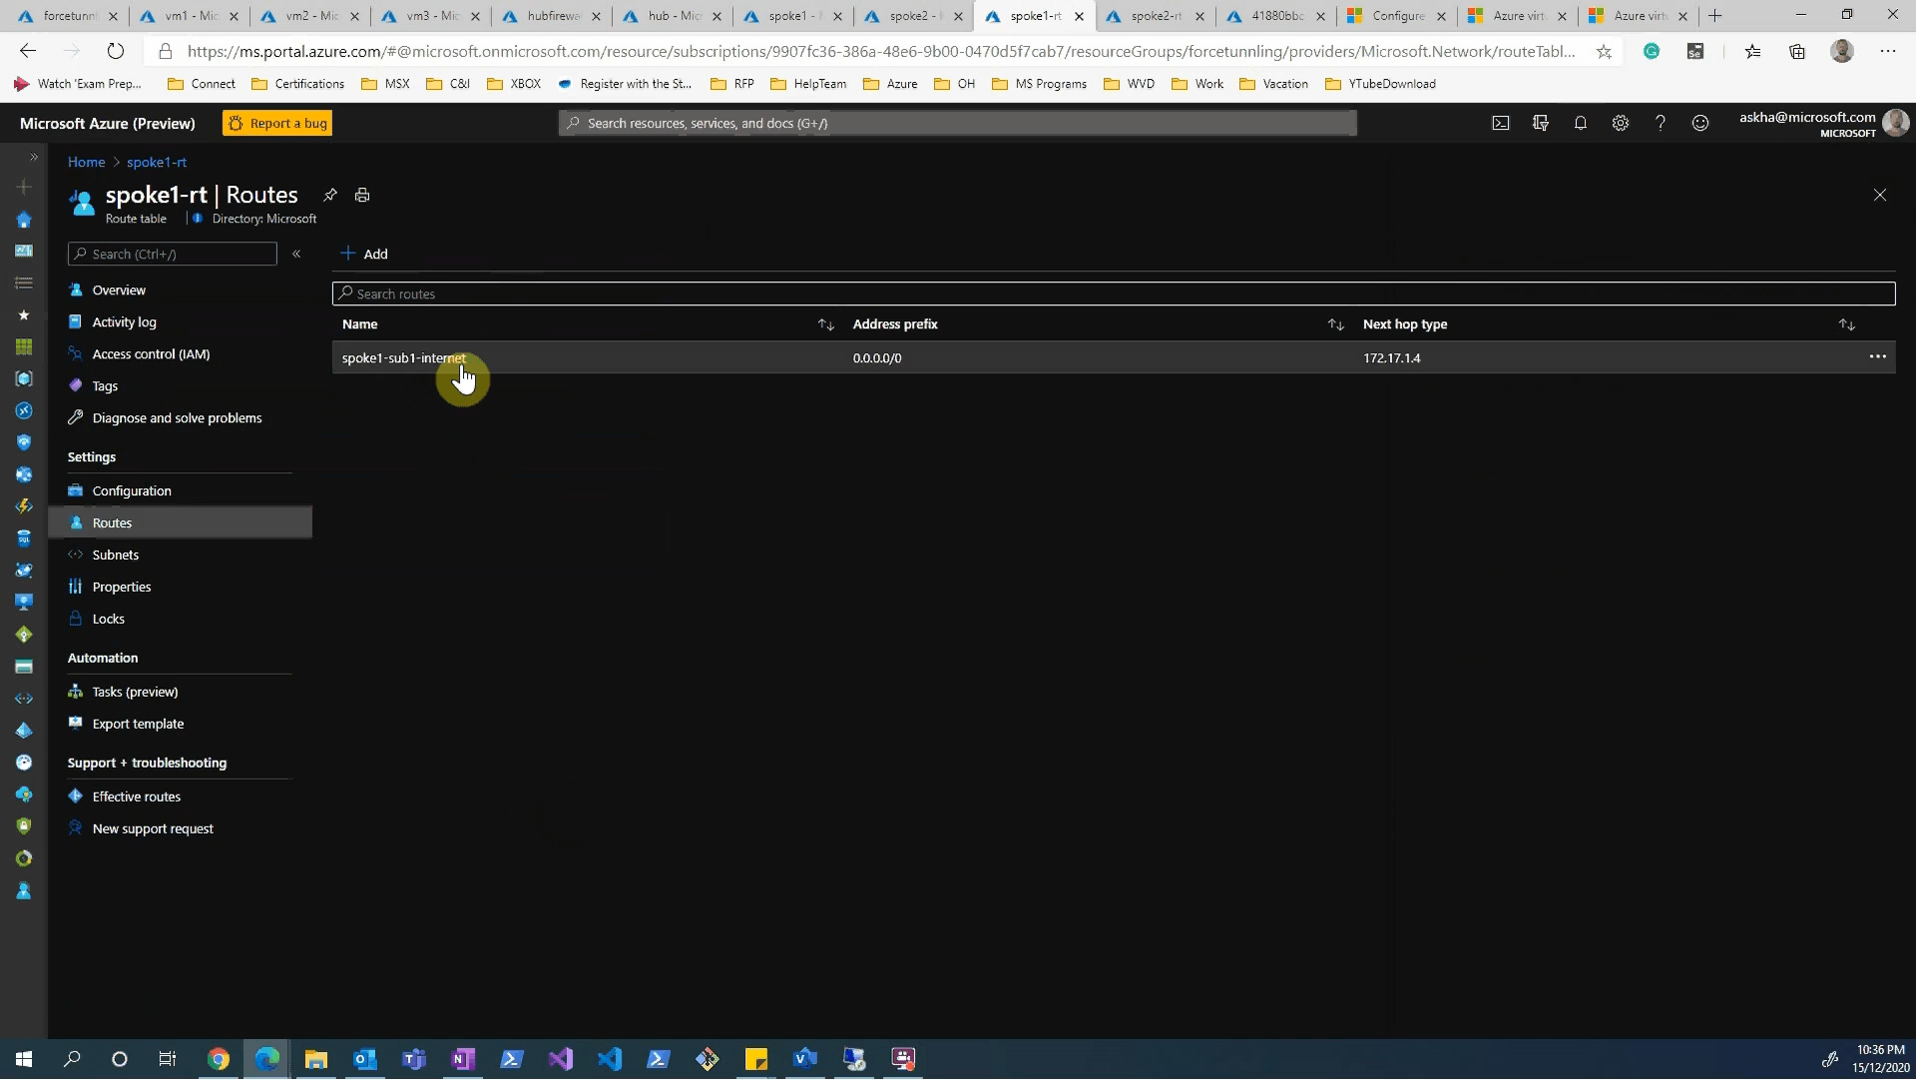 forcetunnl
vm1 - Mic
vm2 - Mic
vm3 - Mic
hubfirewa
hub - Mic
spoke1 - M
spoke2 -
spoke1-rt
spoke2-rt
41880bbc
Configure
Azure virt
Azure virt
https://ms.portal.azure.com/#@microsoft.onmicrosoft.com/resource/subscriptions/9907fc36-386a-48e6-9b00-0470d5f7cab7/resourceGroups/forcetunnling/providers/Microsoft.Network/routeTabl...
Watch 'Exam Prep...
Connect
Certifications
MSX
C&I
XBOX
Register with the St...
RFP
HelpTeam
Azure
OH
MS Programs
WVD
Work
Vacation
YTubeDownload
Microsoft Azure (Preview)
Report a bug
Search resources, services, and docs (G+/)
askha@microsoft.com
MICROSOFT
Home > spoke1-rt
spoke1-rt | Routes
Route table
Directory: Microsoft
Search (Ctrl+/)
Add
Overview
Search routes
Activity log
Name
Address prefix
Next hop type
Access control (IAM)
spoke1-sub1-internet
0.0.0.0/0
172.17.1.4
Tags
Diagnose and solve problems
Settings
Configuration
Routes
Subnets
Properties
Locks
Automation
Tasks (preview)
Export template
Support + troubleshooting
Effective routes
New support request
10:36 PM
15/12/2020